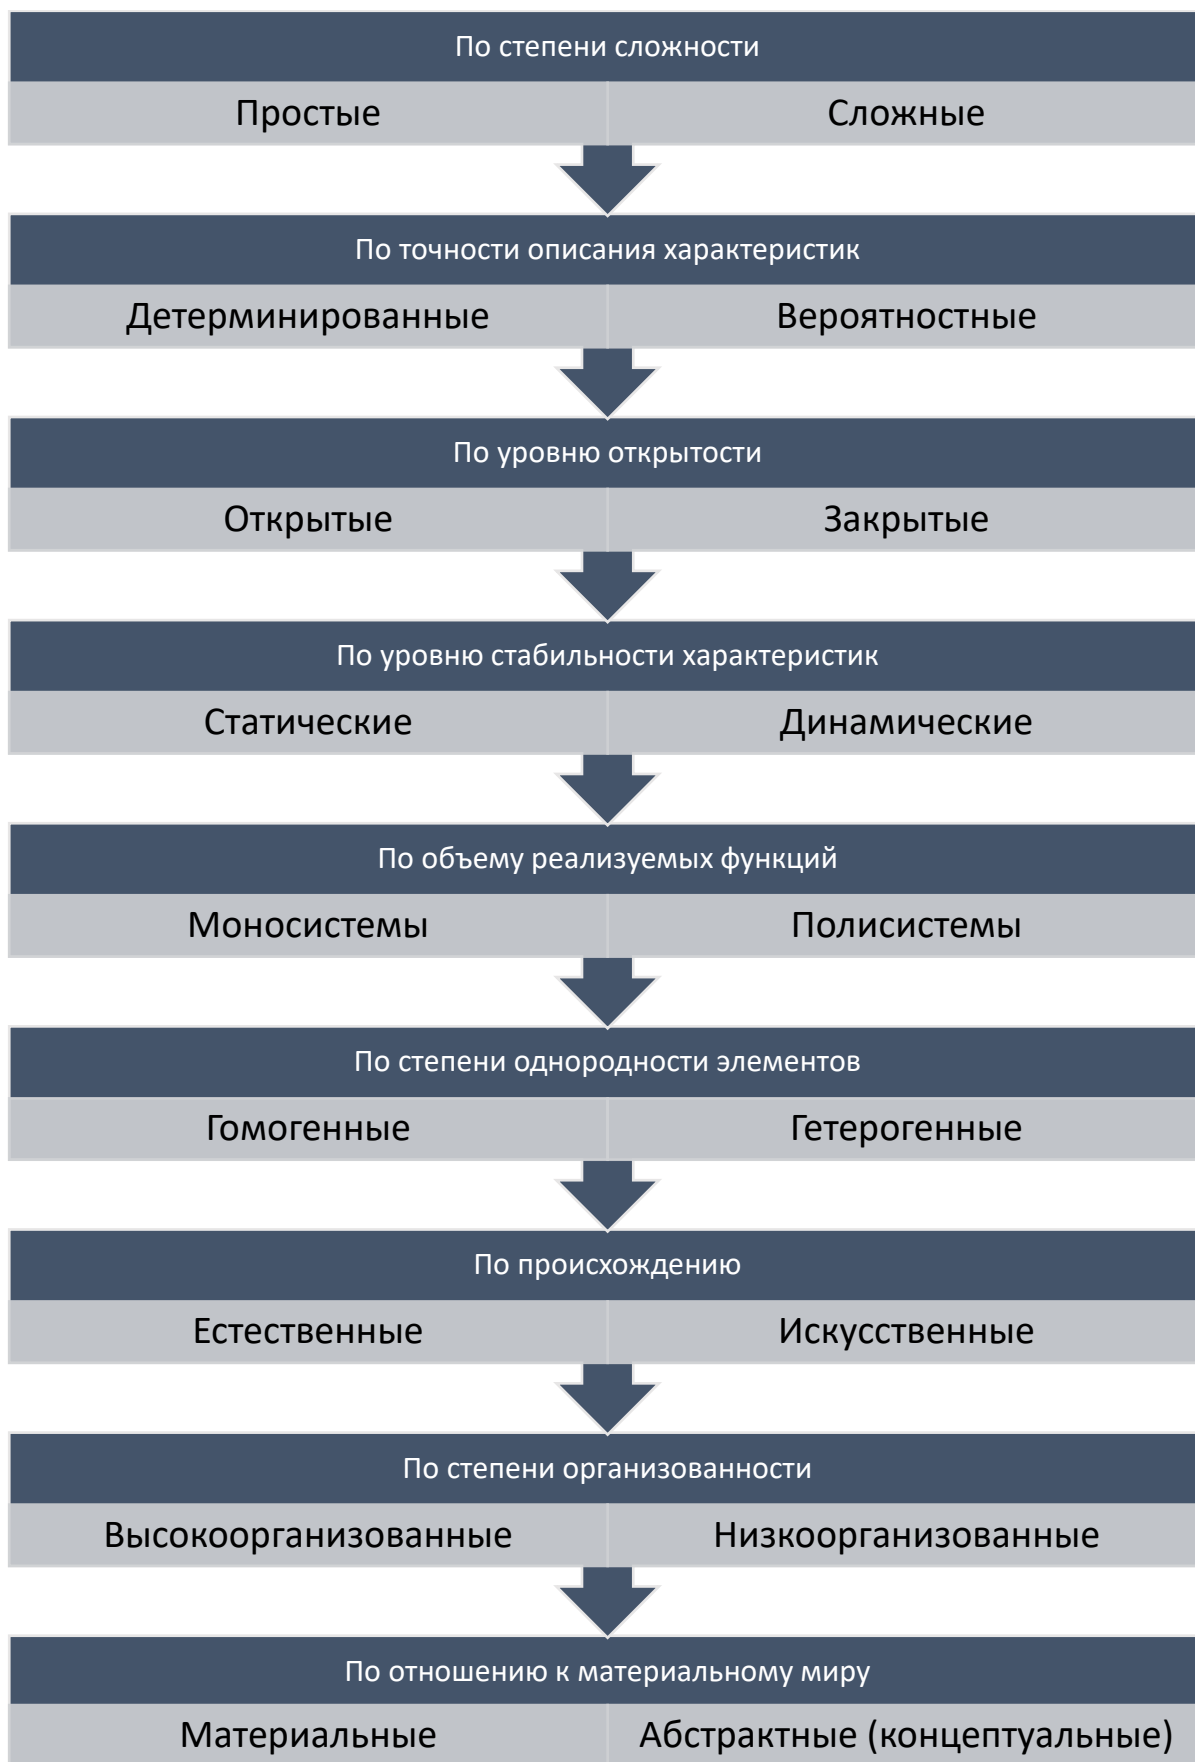 По степени сложности
Простые Сложные
По точности описания характеристик
Детерминированные Вероятностные
По уровню открытости
Открытые Закрытые
По уровню стабильности характеристик
Статические Динамические
По объему реализуемых функций
Моносистемы Полисистемы
По степени однородности элементов
Гомогенные Гетерогенные
По происхождению
Естественные Искусственные
По степени организованности
Высокоорганизованные Низкоорганизованные
По отношению к материальному миру
Материальные Абстрактные (концептуальные)